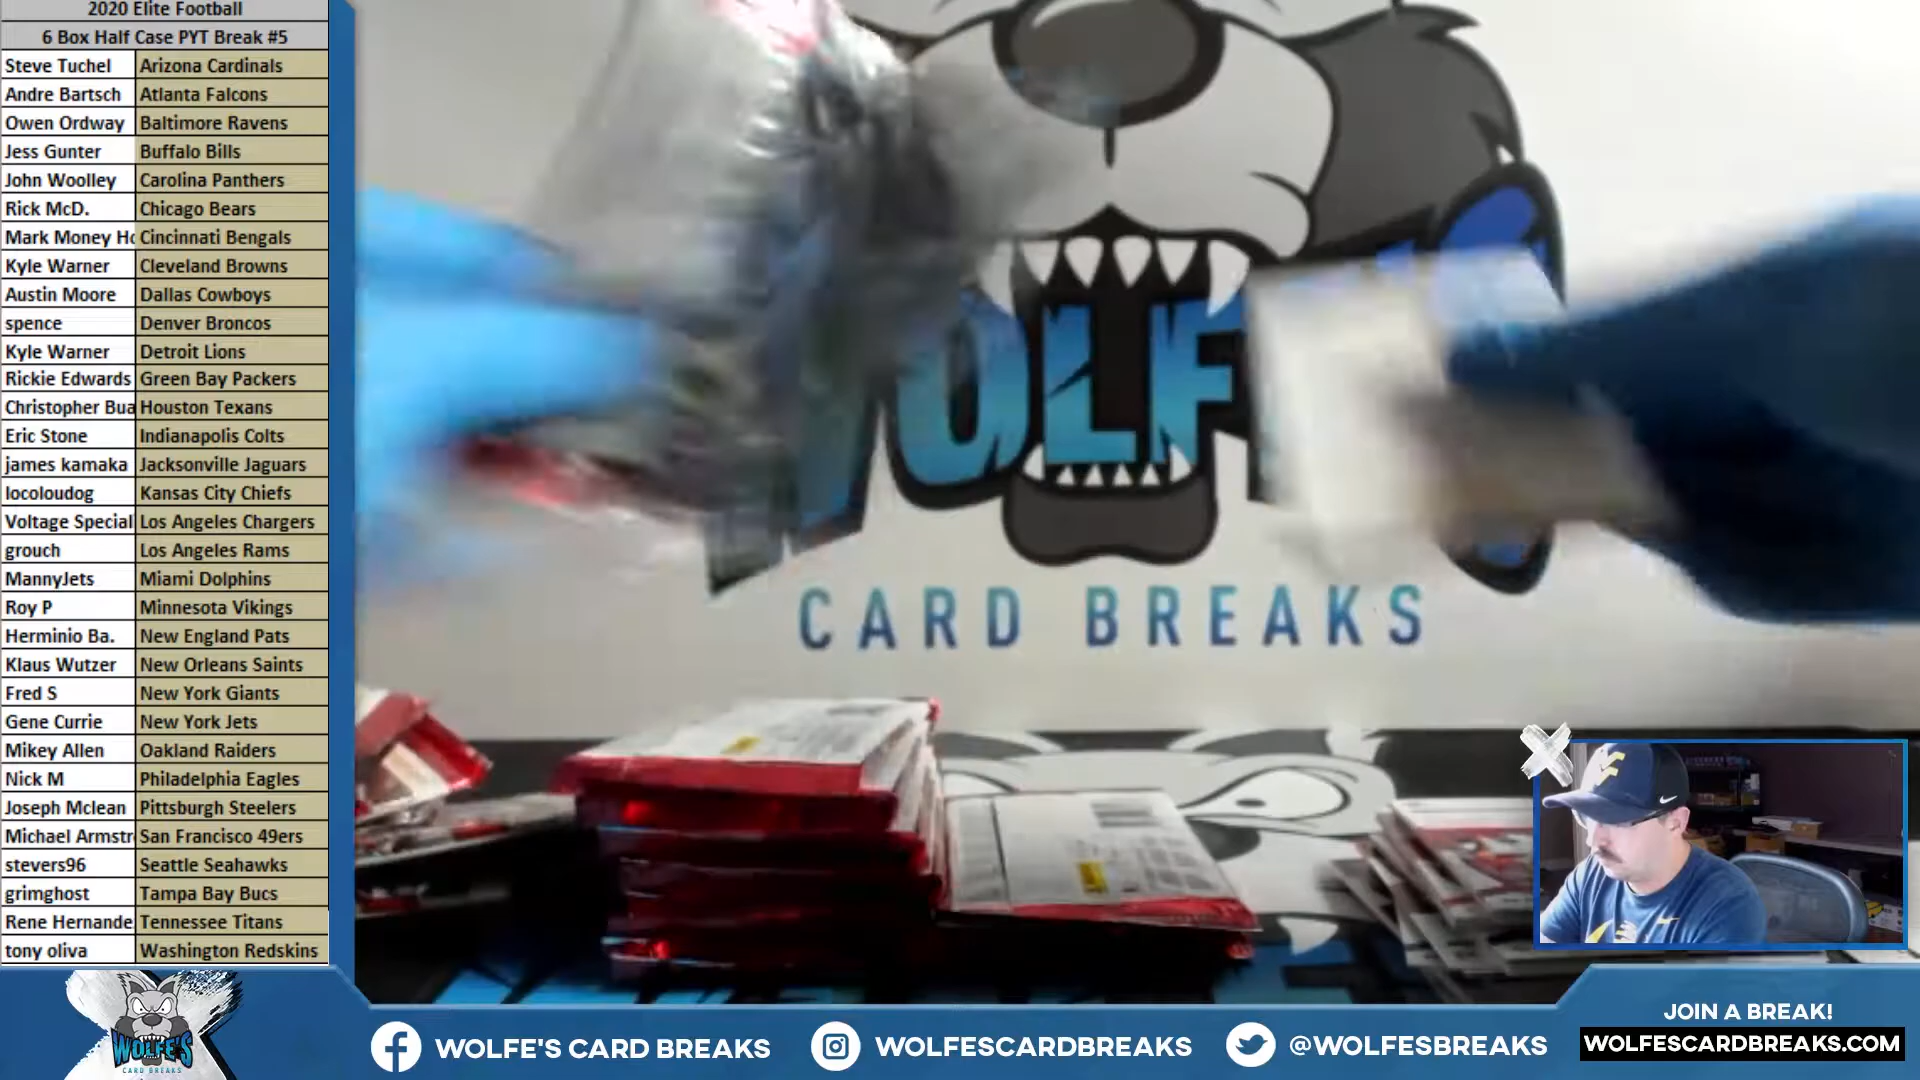 2020 Elite Football
6 Box Half Case PYT Break #5
Steve Tuchel Arizona Cardinals
Andre Bartsch Atlanta Falcons
Owen Ordway Baltimore Ravens
Jess Gunter Buffalo Bills
John Woolley Carolina Panthers
Rick McD. Chicago Bears
Mark Money Ho Cincinnati Bengals
Kyle Warner Cleveland Browns
Austin Moore Dallas Cowboys
spence Denver Broncos
Kyle Warner Detroit Lions
Rickie Edwards Green Bay Packers
Christopher Bua Houston Texans
Eric Stone Indianapolis Colts
james kamaka Jacksonville Jaguars
locoloudog Kansas City Chiefs
Voltage Special Los Angeles Chargers
grouch Los Angeles Rams
MannyJets Miami Dolphins
Roy P Minnesota Vikings
Herminio Ba. New England Pats
Klaus Wutzer New Orleans Saints
Fred S New York Giants
Gene Currie New York Jets
Mikey Allen Oakland Raiders
Nick M Philadelphia Eagles
Joseph Mclean Pittsburgh Steelers
Michael Armstr San Francisco 49ers
stevers96 Seattle Seahawks
grimghost Tampa Bay Bucs
Rene Hernande Tennessee Titans
tony oliva Washington Redskins
WOLF
CARD BREAKS
WOLFE'S
CARD BREAKS
WOLFE'S CARD BREAKS
WOLFESCARDBREAKS
@WOLFESBREAKS
JOIN A BREAK!
WOLFESCARDBREAKS.COM